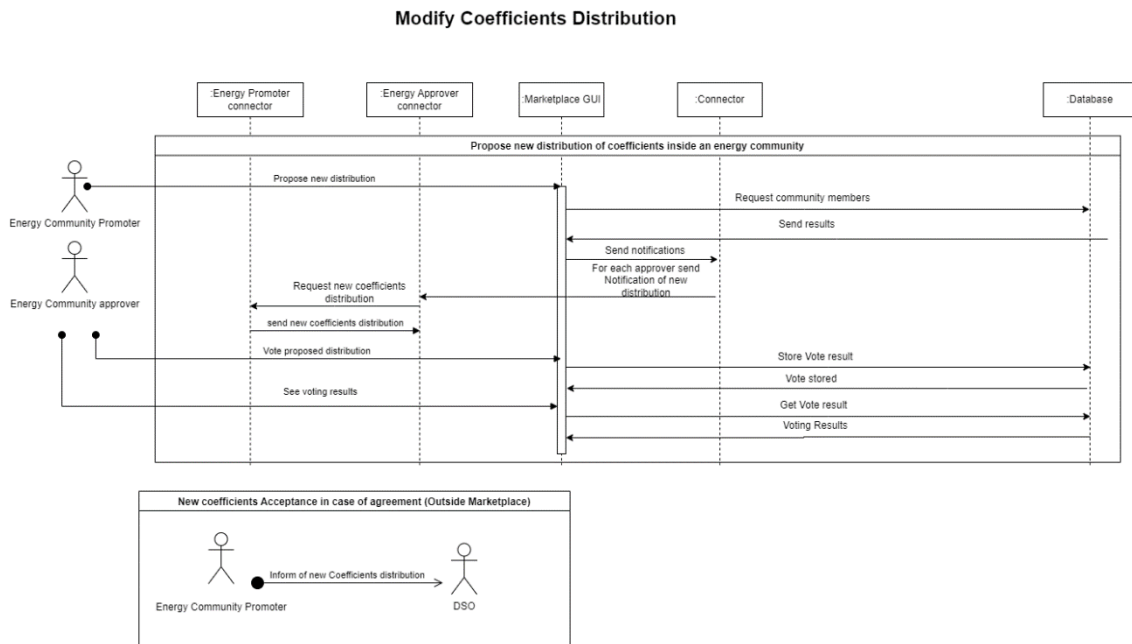 Modify Coefficients Distribution
:Energy Promoter
connector
:Energy Approver
connector
:Marketplace GUI
:Connector
:Database
Propose new distribution of coefficients inside an energy community
Propose new distribution
Energy Community Promoter
Request community members
Send results
Send notifications
For each approver send
Notification of new
distribution
Energy Community approver
Request new coefficients
distribution
send new coefficients distribution
Vote proposed distribution
Store Vote result
Vote stored
See voting results
Get Vote result
Voting Results
New coefficients Acceptance in case of agreement (Outside Marketplace)
Inform of new Coefficients distribution
Energy Community Promoter
DSO